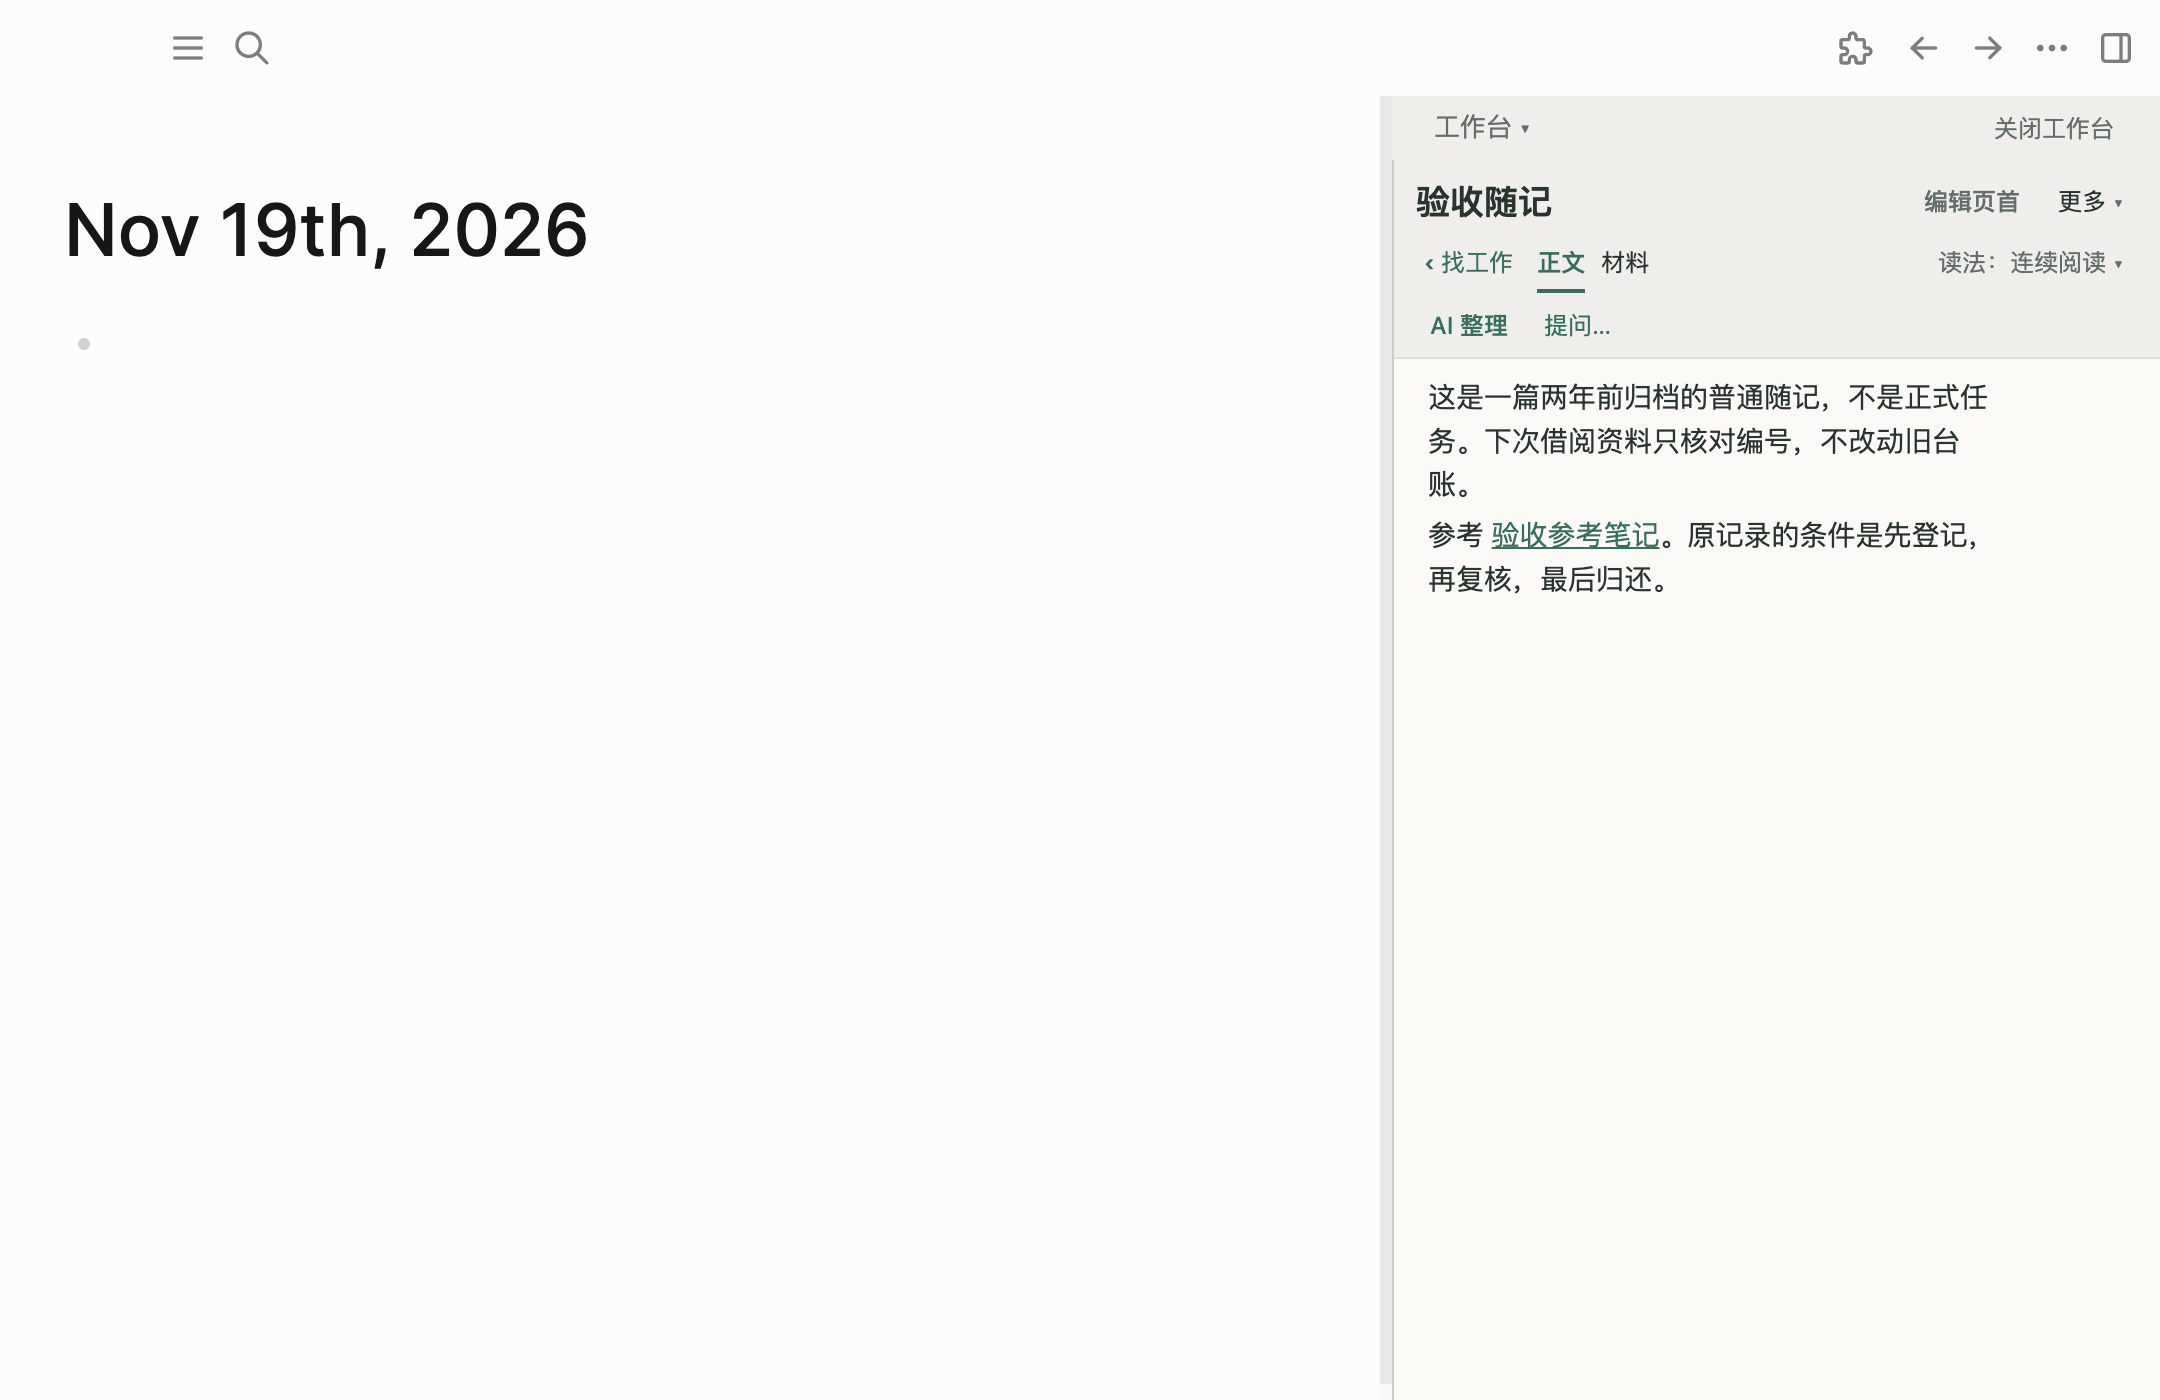 Nov 19th, 2026
工作台 ▾
关闭工作台
验收随记
编辑页首
更多 ▾
‹ 找工作
正文
材料
读法：连续阅读 ▾
AI 整理
提问...
这是一篇两年前归档的普通随记，不是正式任
务。下次借阅资料只核对编号，不改动旧台
账。
参考 验收参考笔记。原记录的条件是先登记，
再复核，最后归还。